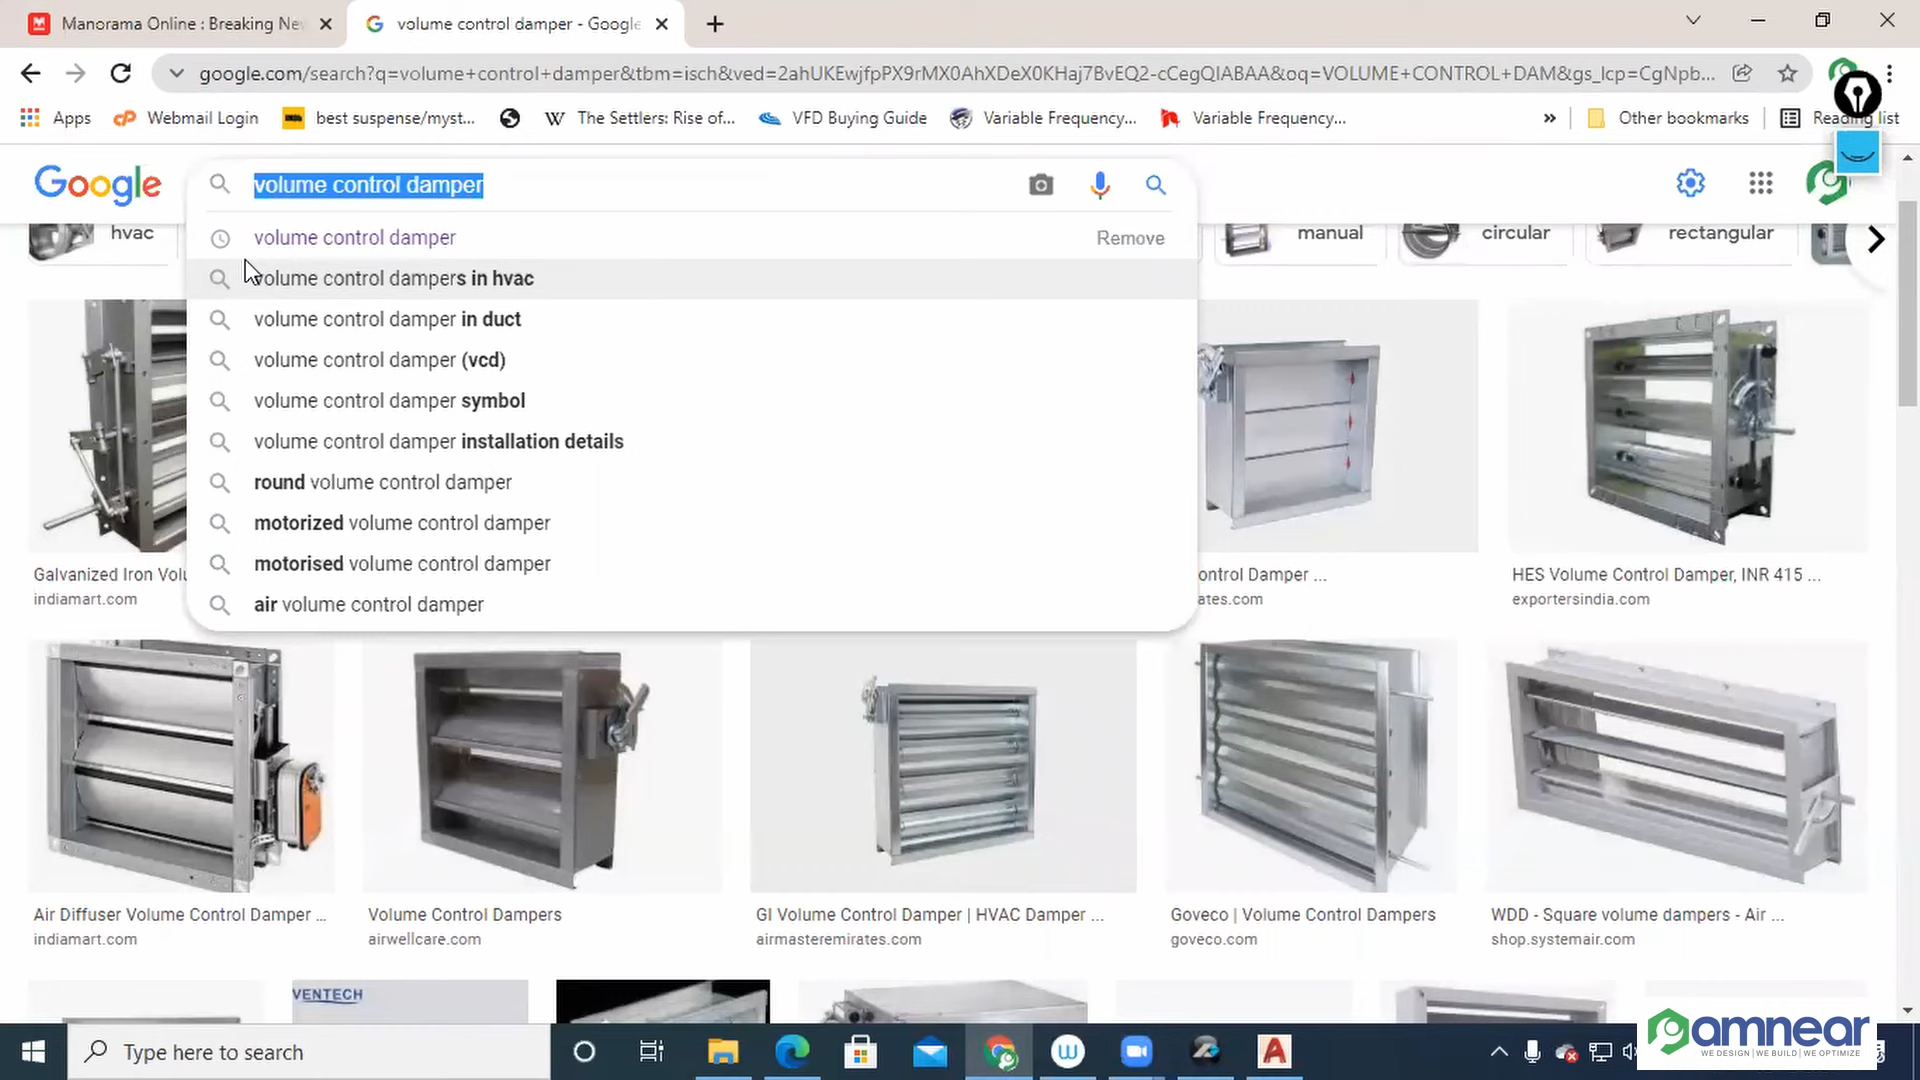 Manorama Online : Breaking Nev
volume control damper - Google
google.com/search?q=volume+control+damper&tbm=isch&ved=2ahUKEwjfpPX9rMX0AhXDeX0KHaj7BvEQ2-cCegQIABAA&oq=VOLUME+CONTROL+DAM&gs_lcp=CgNpb...
Apps
Webmail Login
best suspense/myst...
The Settlers: Rise of...
VFD Buying Guide
Variable Frequency...
Variable Frequency...
»
Other bookmarks
Reading list
Google
volume control damper
hvac
manual
circular
rectangular
volume control damper
Remove
volume control dampers in hvac
volume control damper in duct
volume control damper (vcd)
volume control damper symbol
volume control damper installation details
round volume control damper
motorized volume control damper
motorised volume control damper
air volume control damper
Galvanized Iron Volu
indiamart.com
ontrol Damper ...
ates.com
HES Volume Control Damper, INR 415 ...
exportersindia.com
Air Diffuser Volume Control Damper ...
indiamart.com
Volume Control Dampers
airwellcare.com
GI Volume Control Damper | HVAC Damper ...
airmasteremirates.com
Goveco | Volume Control Dampers
goveco.com
WDD - Square volume dampers - Air ...
shop.systemair.com
VENTECH
Type here to search
amnear
WE DESIGN | WE BUILD | WE OPTIMIZE